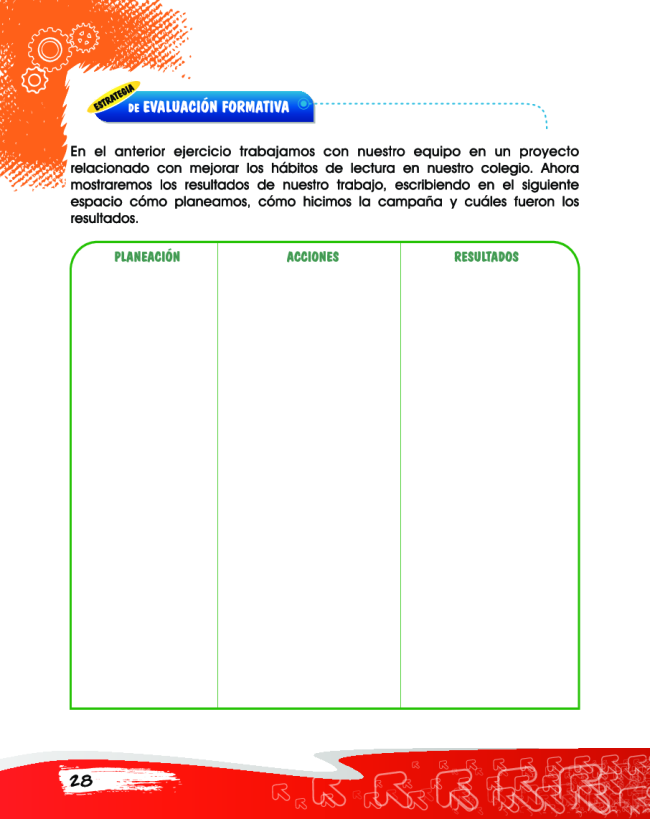 ESTRATEGIA
DE EVALUACIÓN FORMATIVA
En el anterior ejercicio trabajamos con nuestro equipo en un proyecto
relacionado con mejorar los hábitos de lectura en nuestro colegio. Ahora
mostraremos los resultados de nuestro trabajo, escribiendo en el siguiente
espacio cómo planeamos, cómo hicimos la campaña y cuáles fueron los
resultados.
PLANEACIÓN ACCIONES RESULTADOS
28